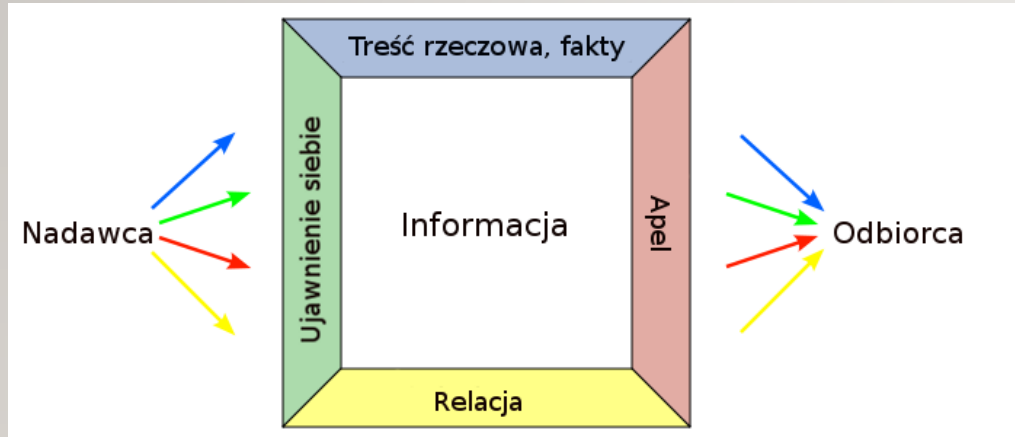 Treść rzeczowa, fakty
Nadawca
Ujawnienie siebie
Informacja
Apel
Odbiorca
Relacja